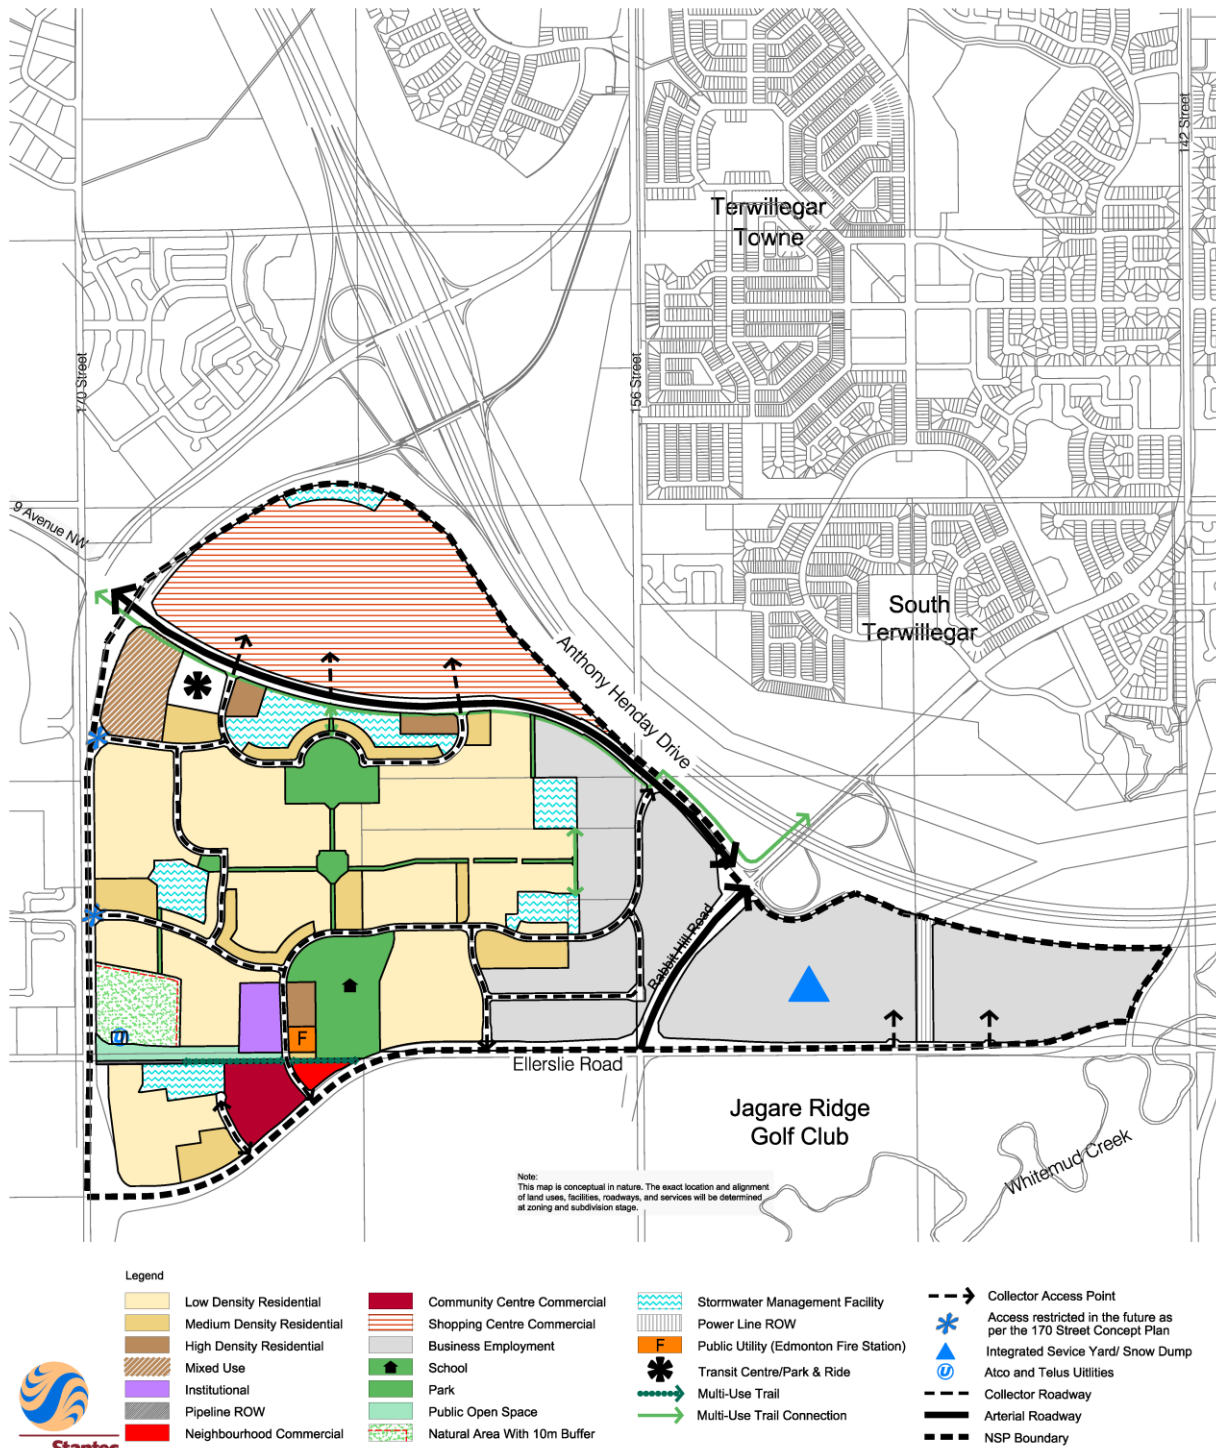 142 Street
Terwillegar
Towne
170 Street
156 Street
9 Avenue NW
South
Terwillegar
Anthony Henday Drive
Rabbit Hill Road
F
U
Ellerslie Road
Jagare Ridge
Golf Club
Whitemud Creek
Note:
This map is conceptual in nature. The exact location and alignment
of land uses, facilities, roadways, and services will be determined
at zoning and subdivision stage.
Legend
Low Density Residential
Medium Density Residential
High Density Residential
Mixed Use
Institutional
Pipeline ROW
Neighbourhood Commercial
Community Centre Commercial
Shopping Centre Commercial
Business Employment
School
Park
Public Open Space
Natural Area With 10m Buffer
Stormwater Management Facility
Power Line ROW
F Public Utility (Edmonton Fire Station)
Transit Centre/Park & Ride
Multi-Use Trail
Multi-Use Trail Connection
Collector Access Point
Access restricted in the future as
per the 170 Street Concept Plan
Integrated Sevice Yard/ Snow Dump
U Atco and Telus Uitlities
Collector Roadway
Arterial Roadway
NSP Boundary
Stantec